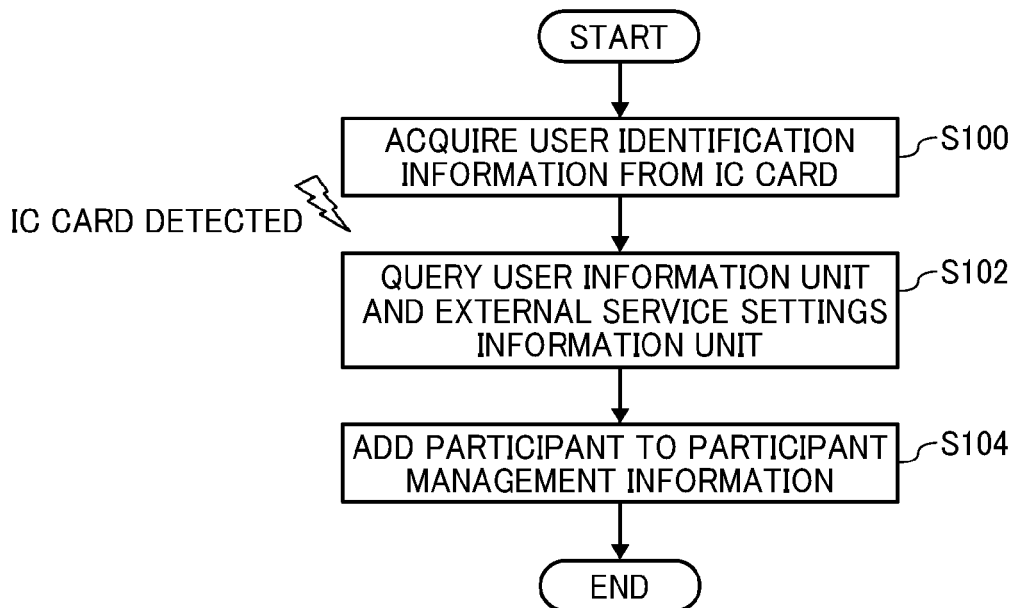 START
ACQUIRE USER IDENTIFICATION
INFORMATION FROM IC CARD
S100
IC CARD DETECTED
QUERY USER INFORMATION UNIT
AND EXTERNAL SERVICE SETTINGS
INFORMATION UNIT
S102
ADD PARTICIPANT TO PARTICIPANT
MANAGEMENT INFORMATION
S104
END